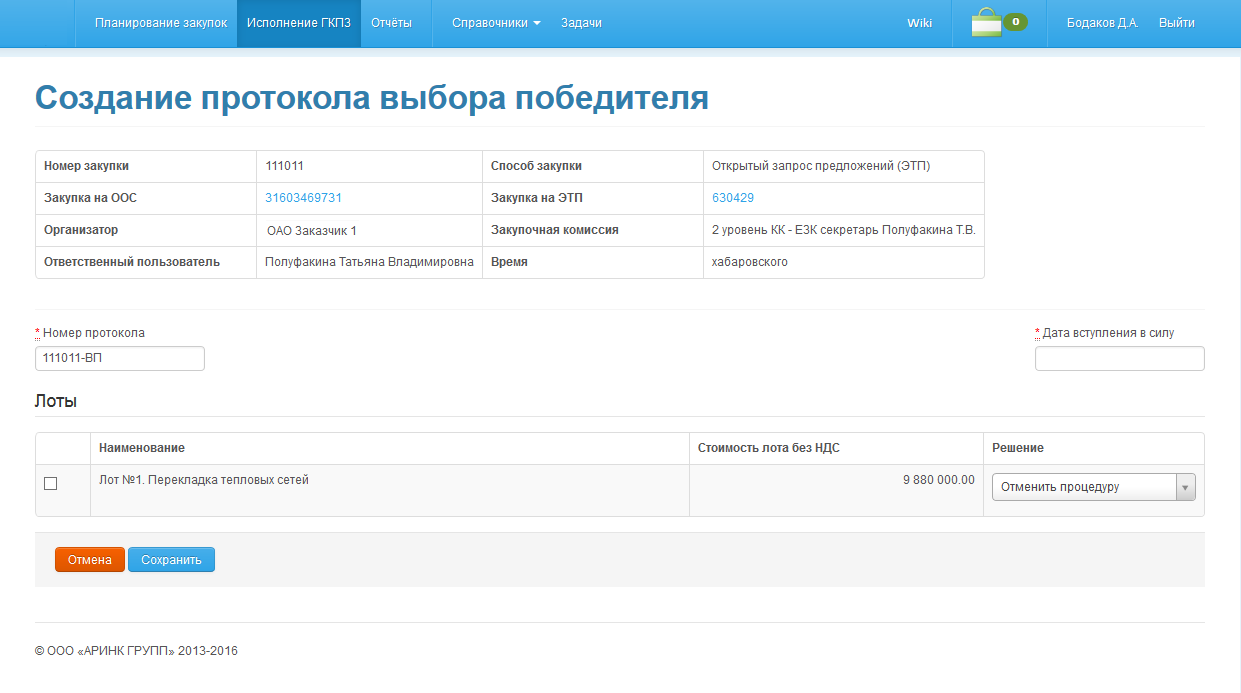 Планирование закупок Исполнение ГКПЗ Отчёты Справочники Задачи Wiki 0 Бодаков Д.А. Выйти
Создание протокола выбора победителя
Номер закупки 111011 Способ закупки Открытый запрос предложений (ЭТП)
Закупка на ООС 31603469731 Закупка на ЭТП 630429
Организатор ОАО Заказчик 1 Закупочная комиссия 2 уровень КК - ЕЗК секретарь Полуфакина Т.В.
Ответственный пользователь Полуфакина Татьяна Владимировна Время хабаровского
* Номер протокола * Дата вступления в силу
111011-ВП
Лоты
Наименование Стоимость лота без НДС Решение
Лот №1. Перекладка тепловых сетей 9 880 000.00 Отменить процедуру
Отмена Сохранить
© ООО «АРИНК ГРУПП» 2013-2016